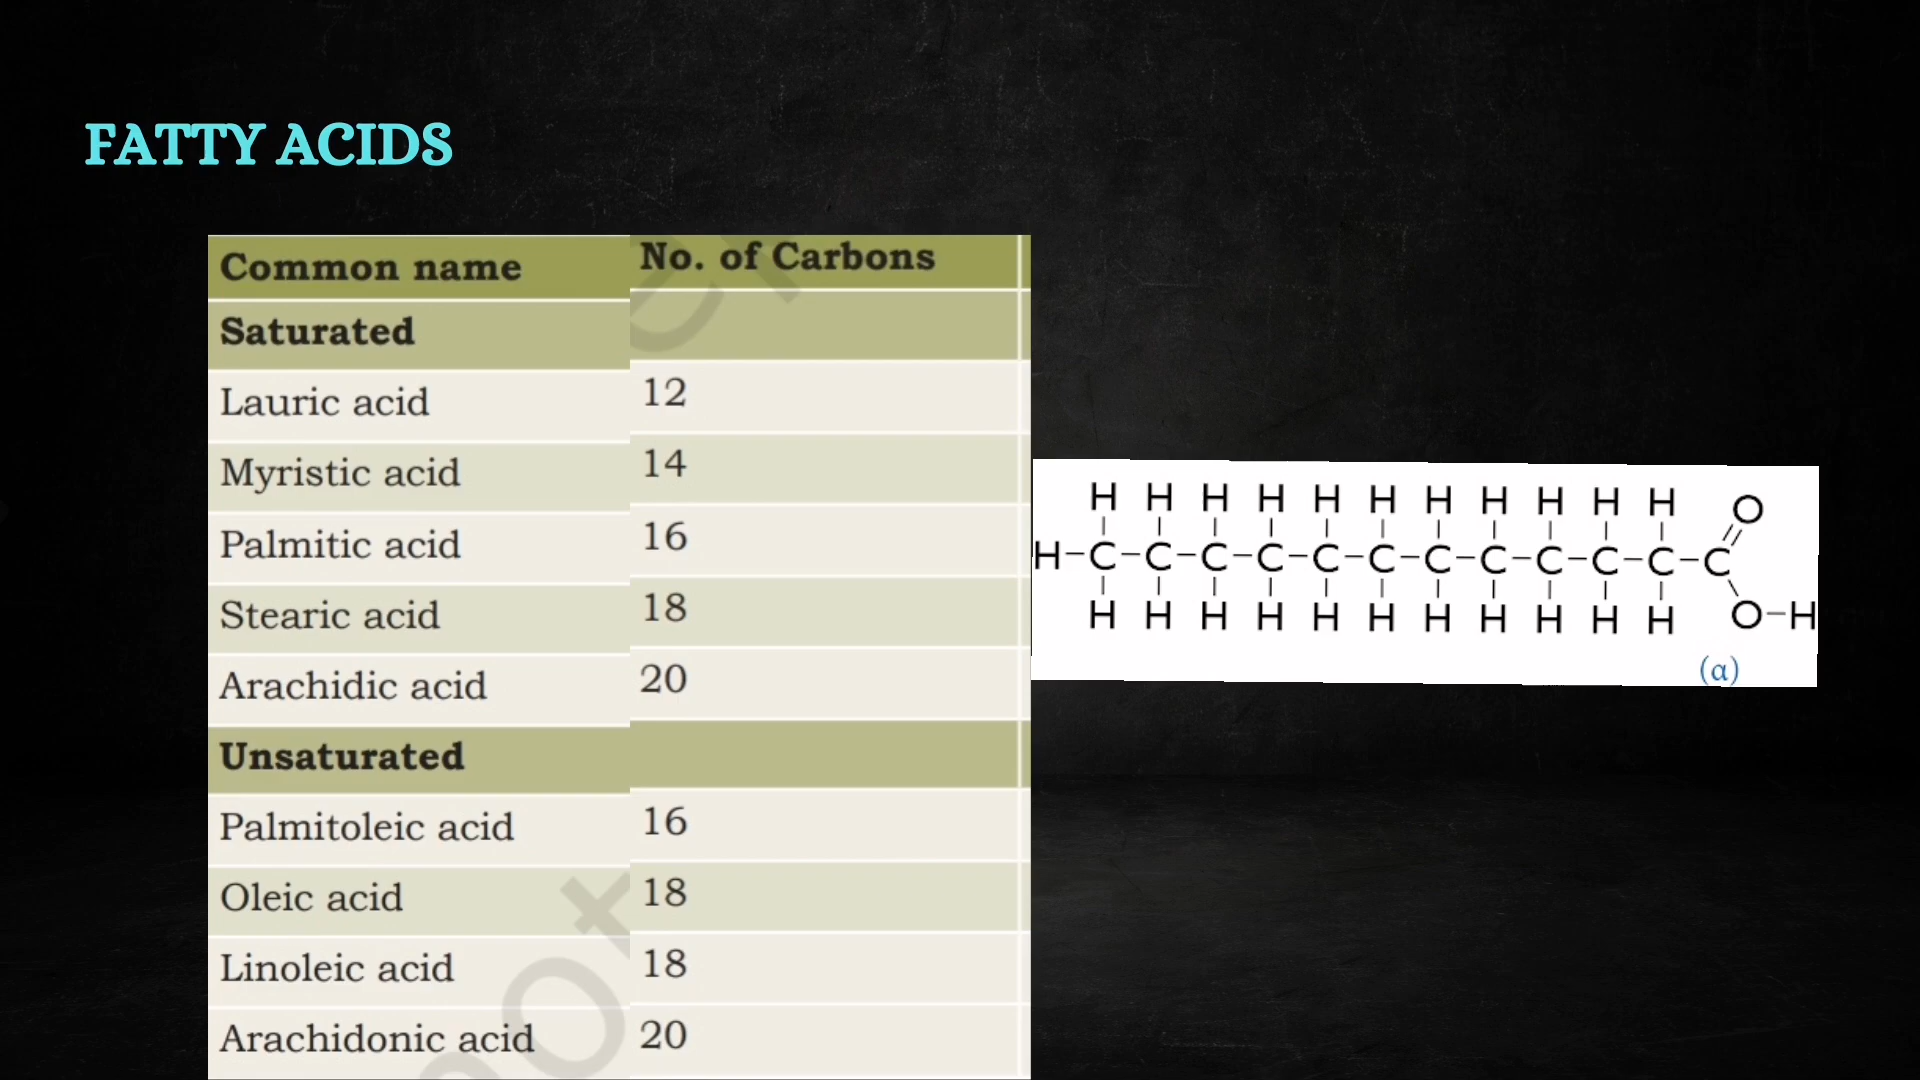 FATTY ACIDS
Common name No. of Carbons
Saturated
Lauric acid 12
Myristic acid 14
Palmitic acid 16
Stearic acid 18
Arachidic acid 20
Unsaturated
Palmitoleic acid 16
Oleic acid 18
Linoleic acid 18
Arachidonic acid 20
H H H H H H H H H H H O
H-C-C-C-C-C-C-C-C-C-C-C-C
H H H H H H H H H H H O-H
(α)